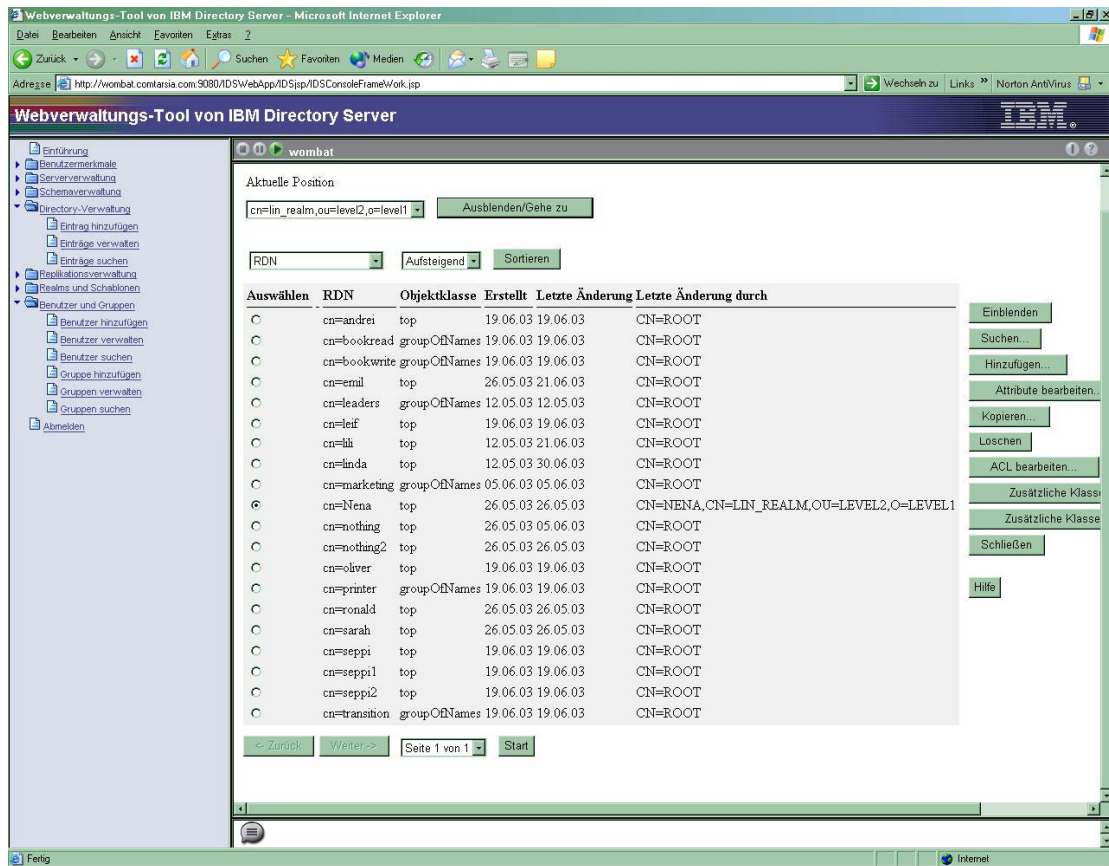 Webverwaltungs-Tool von IBM Directory Server - Microsoft Internet Explorer
Datei Bearbeiten Ansicht Favoriten Extras ?
Zurück Suchen Favoriten Medien
Adresse http://wombat.comtarsia.com:9080/IDSWebApp/IDSjsp/IDSConsoleFrameWork.jsp Wechseln zu Links » Norton AntiVirus
Webverwaltungs-Tool von IBM Directory Server IBM
Einführung
Benutzermerkmale
Serververwaltung
Schemaverwaltung
Directory-Verwaltung
Eintrag hinzufügen
Einträge verwalten
Einträge suchen
Replikationsverwaltung
Realms und Schablonen
Benutzer und Gruppen
Benutzer hinzufügen
Benutzer verwalten
Benutzer suchen
Gruppe hinzufügen
Gruppen verwalten
Gruppen suchen
Abmelden
wombat
Aktuelle Position
cn=lin_realm,ou=level2,o=level1 Ausblenden/Gehe zu
RDN Aufsteigend Sortieren
Auswählen RDN Objektklasse Erstellt Letzte Änderung Letzte Änderung durch
cn=andrei top 19.06.03 19.06.03 CN=ROOT
cn=bookread groupOfNames 19.06.03 19.06.03 CN=ROOT
cn=bookwrite groupOfNames 19.06.03 19.06.03 CN=ROOT
cn=emil top 26.05.03 21.06.03 CN=ROOT
cn=leaders groupOfNames 12.05.03 12.05.03 CN=ROOT
cn=leif top 19.06.03 19.06.03 CN=ROOT
cn=lili top 12.05.03 21.06.03 CN=ROOT
cn=linda top 12.05.03 30.06.03 CN=ROOT
cn=marketing groupOfNames 05.06.03 05.06.03 CN=ROOT
cn=Nena top 26.05.03 26.05.03 CN=NENA,CN=LIN_REALM,OU=LEVEL2,O=LEVEL1
cn=nothing top 26.05.03 05.06.03 CN=ROOT
cn=nothing2 top 26.05.03 26.05.03 CN=ROOT
cn=oliver top 19.06.03 19.06.03 CN=ROOT
cn=printer groupOfNames 19.06.03 19.06.03 CN=ROOT
cn=ronald top 26.05.03 26.05.03 CN=ROOT
cn=sarah top 26.05.03 26.05.03 CN=ROOT
cn=seppi top 19.06.03 19.06.03 CN=ROOT
cn=seppi1 top 19.06.03 19.06.03 CN=ROOT
cn=seppi2 top 19.06.03 19.06.03 CN=ROOT
cn=transition groupOfNames 19.06.03 19.06.03 CN=ROOT
Einblenden
Suchen...
Hinzufügen...
Attribute bearbeiten..
Kopieren...
Löschen
ACL bearbeiten...
Zusätzliche Klass
Zusätzliche Klasse
Schließen
Hilfe
<- Zurück Weiter -> Seite 1 von 1 Start
Fertig Internet